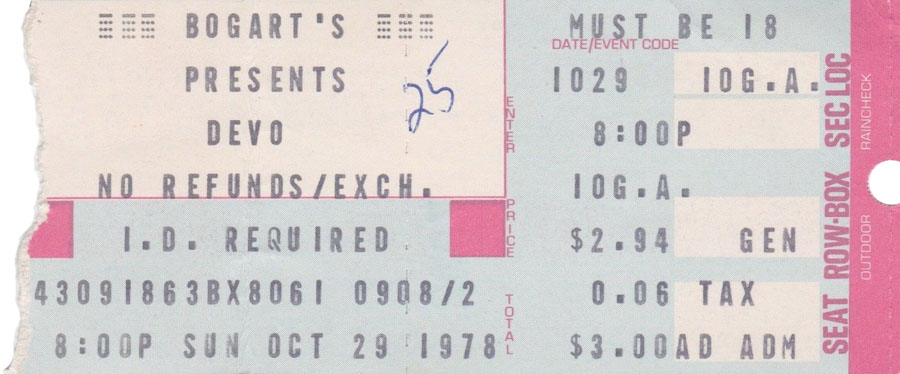 BOGART'S
PRESENTS
DEVO
25
NO REFUNDS/EXCH.
I.D. REQUIRED
43091863BX8061 0908/2
8:00P SUN OCT 29 1978
ENTER
PRICE
TOTAL
MUST BE 18
DATE/EVENT CODE
1029 10G.A.
8:00P
10G.A.
$2.94 GEN
0.06 TAX
$3.00AD ADM
SEAT ROW-BOX SEC LOC
OUTDOOR RAINCHECK